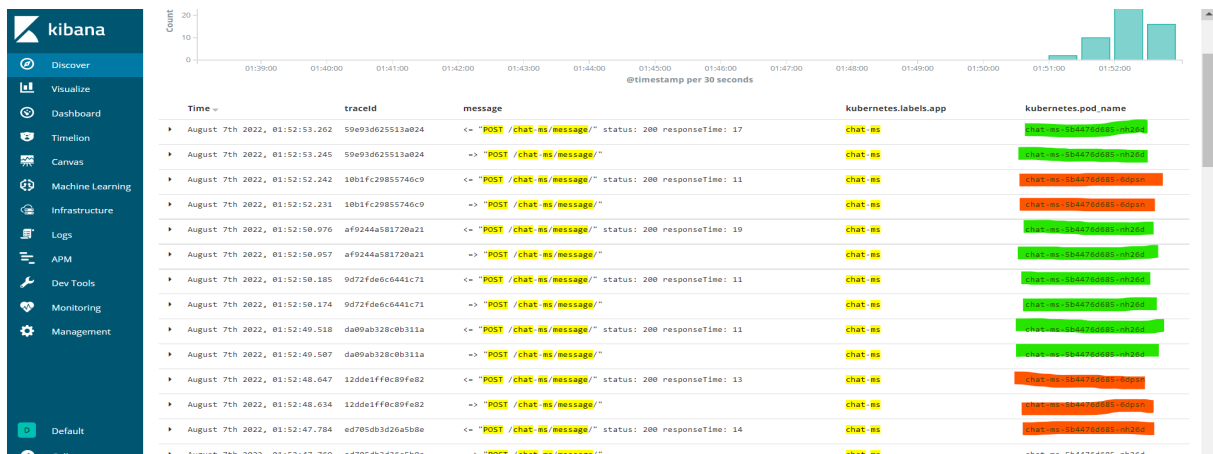 kibana
Discover
Visualize
Dashboard
Timelion
Canvas
Machine Learning
Infrastructure
Logs
APM
Dev Tools
Monitoring
Management
D Default
Count
20
10
0
01:39:00 01:40:00 01:41:00 01:42:00 01:43:00 01:44:00 01:45:00 01:46:00 01:47:00 01:48:00 01:49:00 01:50:00 01:51:00 01:52:00
@timestamp per 30 seconds
Time traceId message kubernetes.labels.app kubernetes.pod_name
August 7th 2022, 01:52:53.262 59e93d625513a024 <= "POST /chat-ms/message/" status: 200 responseTime: 17 chat-ms chat-ms-5b4476d685-nh26d
August 7th 2022, 01:52:53.245 59e93d625513a024 => "POST /chat-ms/message/" chat-ms chat-ms-5b4476d685-nh26d
August 7th 2022, 01:52:52.242 10b1fc29855746c9 <= "POST /chat-ms/message/" status: 200 responseTime: 11 chat-ms chat-ms-5b4476d685-6dpsn
August 7th 2022, 01:52:52.231 10b1fc29855746c9 => "POST /chat-ms/message/" chat-ms chat-ms-5b4476d685-6dpsn
August 7th 2022, 01:52:50.976 af9244a581720a21 <= "POST /chat-ms/message/" status: 200 responseTime: 19 chat-ms chat-ms-5b4476d685-nh26d
August 7th 2022, 01:52:50.957 af9244a581720a21 => "POST /chat-ms/message/" chat-ms chat-ms-5b4476d685-nh26d
August 7th 2022, 01:52:50.185 9d72fde6c6441c71 <= "POST /chat-ms/message/" status: 200 responseTime: 11 chat-ms chat-ms-5b4476d685-nh26d
August 7th 2022, 01:52:50.174 9d72fde6c6441c71 => "POST /chat-ms/message/" chat-ms chat-ms-5b4476d685-nh26d
August 7th 2022, 01:52:49.518 da09ab328c0b311a <= "POST /chat-ms/message/" status: 200 responseTime: 11 chat-ms chat-ms-5b4476d685-nh26d
August 7th 2022, 01:52:49.507 da09ab328c0b311a => "POST /chat-ms/message/" chat-ms chat-ms-5b4476d685-nh26d
August 7th 2022, 01:52:48.647 12dde1ff0c89fe82 <= "POST /chat-ms/message/" status: 200 responseTime: 13 chat-ms chat-ms-5b4476d685-6dpsn
August 7th 2022, 01:52:48.634 12dde1ff0c89fe82 => "POST /chat-ms/message/" chat-ms chat-ms-5b4476d685-6dpsn
August 7th 2022, 01:52:47.784 ed705db3d26a5b8e <= "POST /chat-ms/message/" status: 200 responseTime: 14 chat-ms chat-ms-5b4476d685-nh26d